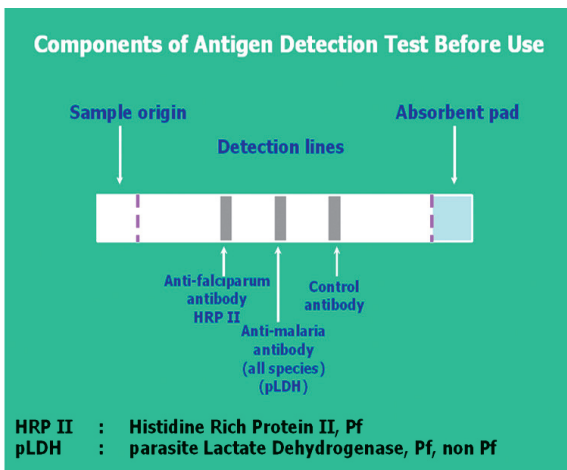 Components of Antigen Detection Test Before Use
Sample origin
Absorbent pad
Detection lines
Anti-falciparum
antibody
HRP II
Anti-malaria
antibody
(all species)
(pLDH)
Control
antibody
HRP II : Histidine Rich Protein II, Pf
pLDH : parasite Lactate Dehydrogenase, Pf, non Pf